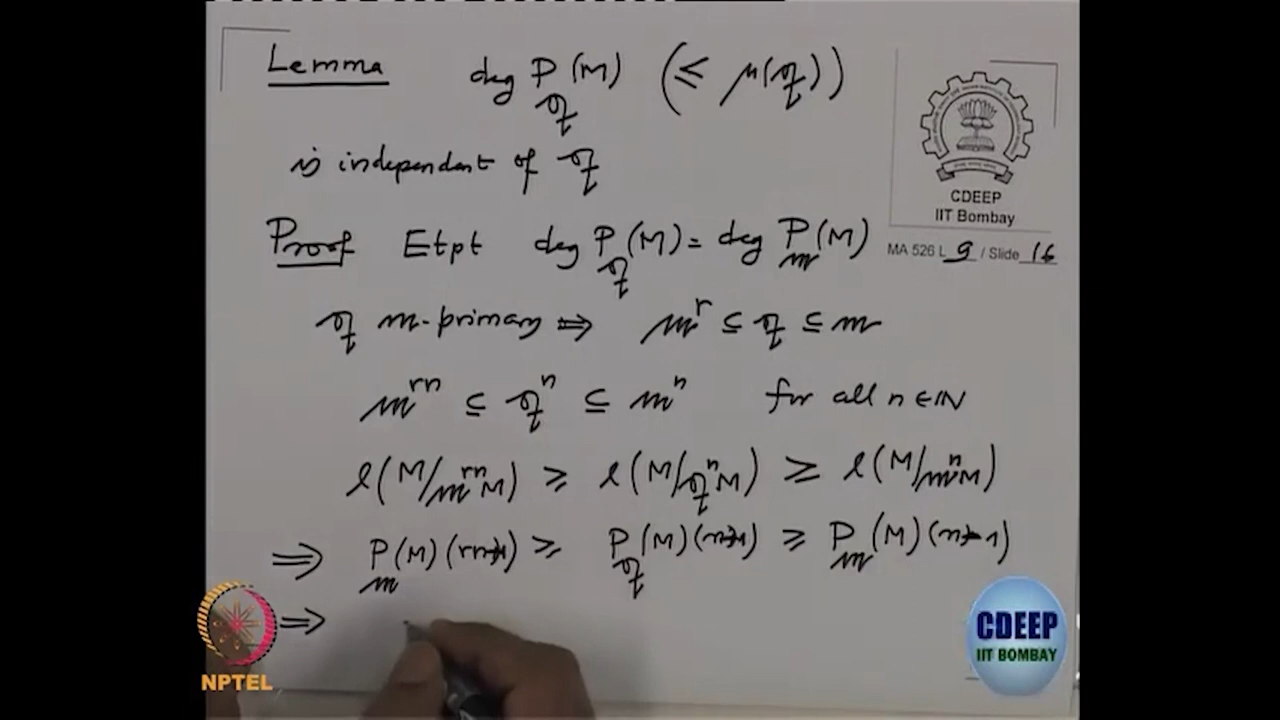 Lemma deg P_𝔮(M) (≤ μ(𝔮))
is independent of 𝔮
CDEEP
IIT Bombay
Proof Etpt deg P_𝔮(M) = deg P_𝔪(M)
MA 526 L 9 / Slide 16
𝔮 𝔪-primary ⇒ 𝔪^r ⊆ 𝔮 ⊆ 𝔪
𝔪^{rn} ⊆ 𝔮^n ⊆ 𝔪^n for all n ∈ ℕ
ℓ(M/𝔪^{rn}M) ≥ ℓ(M/𝔮^nM) ≥ ℓ(M/𝔪^nM)
⇒ P_𝔪(M)(rn-1) ≥ P_𝔮(M)(n-1) ≥ P_𝔪(M)(n-1)
⇒
NPTEL
CDEEP
IIT BOMBAY